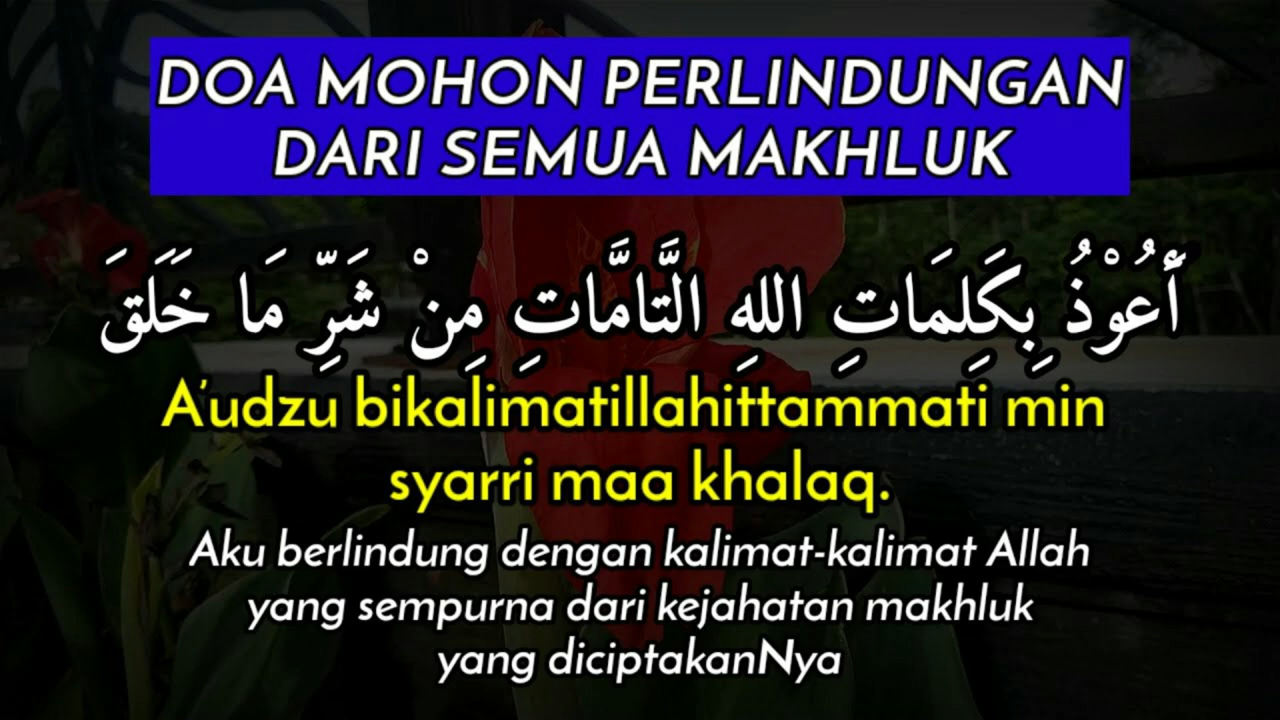 DOA MOHON PERLINDUNGAN
DARI SEMUA MAKHLUK
أَعُوْذُ بِكَلِمَاتِ اللهِ التَّامَّاتِ مِنْ شَرِّ مَا خَلَقَ
A'udzu bikalimatillahittammati min
syarri maa khalaq.
Aku berlindung dengan kalimat-kalimat Allah
yang sempurna dari kejahatan makhluk
yang diciptakanNya